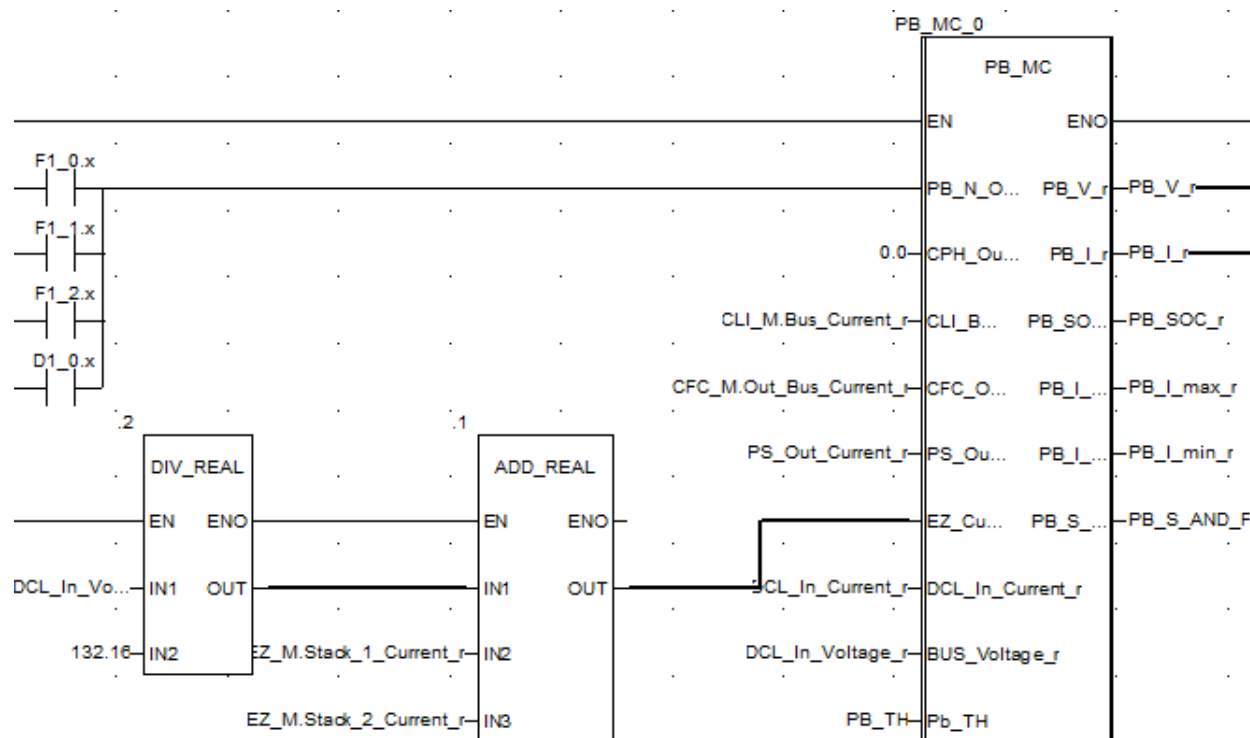 PB_MC_0
PB_MC
EN ENO
F1_0.x
PB_N_O... PB_V_r PB_V_r
F1_1.x
0.0 CPH_Ou... PB_I_r PB_I_r
F1_2.x
CLI_M.Bus_Current_r CLI_B... PB_SO... PB_SOC_r
D1_0.x
CFC_M.Out_Bus_Current_r CFC_O... PB_I_... PB_I_max_r
.2 .1
DIV_REAL ADD_REAL PS_Out_Current_r PS_Ou... PB_I_... PB_I_min_r
EN ENO EN ENO EZ_Cu... PB_S_... PB_S_AND_F
DCL_In_Vo... IN1 OUT IN1 OUT DCL_In_Current_r DCL_In_Current_r
132.16 IN2 EZ_M.Stack_1_Current_r IN2 DCL_In_Voltage_r BUS_Voltage_r
EZ_M.Stack_2_Current_r IN3 PB_TH Pb_TH